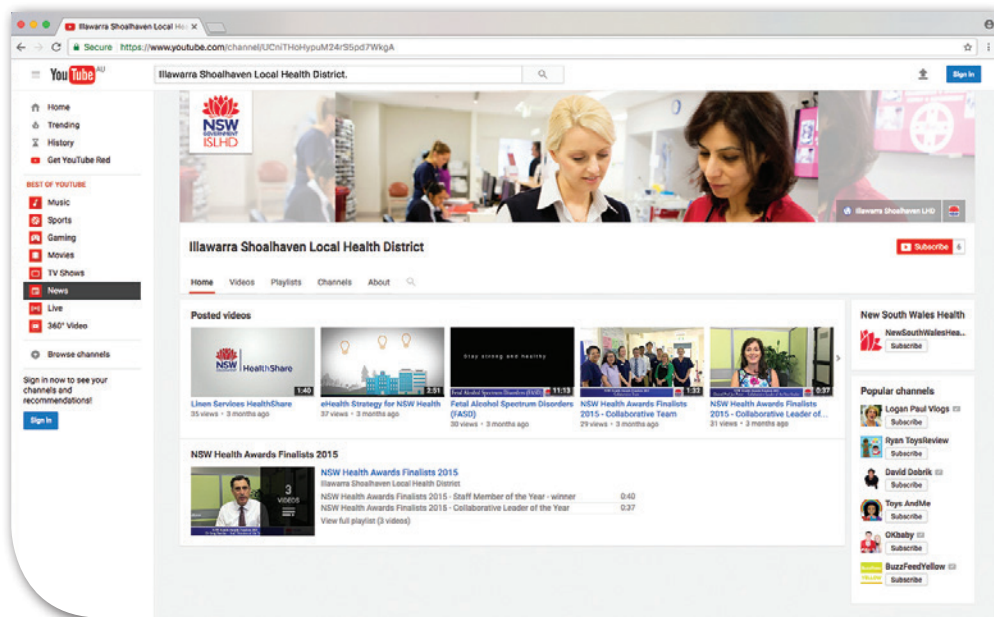 Illawarra Shoalhaven Local Hea
Secure https://www.youtube.com/channel/UCniTHoHypuM24rS5pd7WkgA
YouTube AU
Illawarra Shoalhaven Local Health District.
Sign in
Home
Trending
History
Get YouTube Red
BEST OF YOUTUBE
Music
Sports
Gaming
Movies
TV Shows
News
Live
360° Video
Browse channels
Sign in now to see your
channels and
recommendations!
Sign in
NSW
GOVERNMENT
ISLHD
Illawarra Shoalhaven LHD
Illawarra Shoalhaven Local Health District
Subscribe 6
Home Videos Playlists Channels About
Posted videos
NSW HealthShare
1:40
Linen Services HealthShare
35 views • 3 months ago
2:51
eHealth Strategy for NSW Health
37 views • 3 months ago
Stay strong and healthy
Fetal Alcohol Spectrum Disorders (FASD)
11:13
Fetal Alcohol Spectrum Disorders
(FASD)
30 views • 3 months ago
1:33
NSW Health Awards Finalists
2015 - Collaborative Team
29 views • 3 months ago
0:37
NSW Health Awards Finalists
2015 - Collaborative Leader of...
31 views • 3 months ago
NSW Health Awards Finalists 2015
3
VIDEOS
NSW Health Awards Finalists 2015
Illawarra Shoalhaven Local Health District
NSW Health Awards Finalists 2015 - Staff Member of the Year - winner 0:40
NSW Health Awards Finalists 2015 - Collaborative Leader of the Year 0:37
View full playlist (3 videos)
New South Wales Health
NewSouthWalesHea...
Subscribe
Popular channels
Logan Paul Vlogs
Subscribe
Ryan ToysReview
Subscribe
David Dobrik
Subscribe
Toys AndMe
Subscribe
OKbaby
Subscribe
BuzzFeedYellow
Subscribe
YELLOW